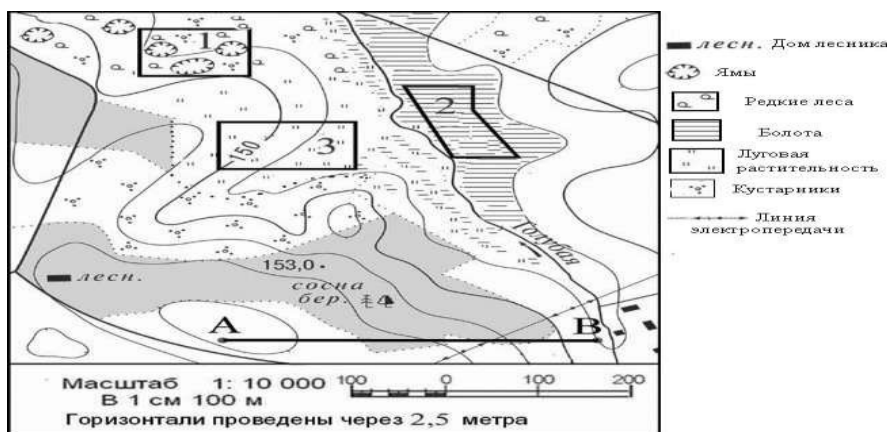 1
2
150
3
Голубая
лесн.
153,0
сосна
бер.
А
В
Масштаб 1: 10 000
В 1 см 100 м
100 0 100 200
Горизонтали проведены через 2,5 метра
лесн. Дом лесника
Ямы
Редкие леса
Болота
Луговая
растительность
Кустарники
Линия
электропередачи